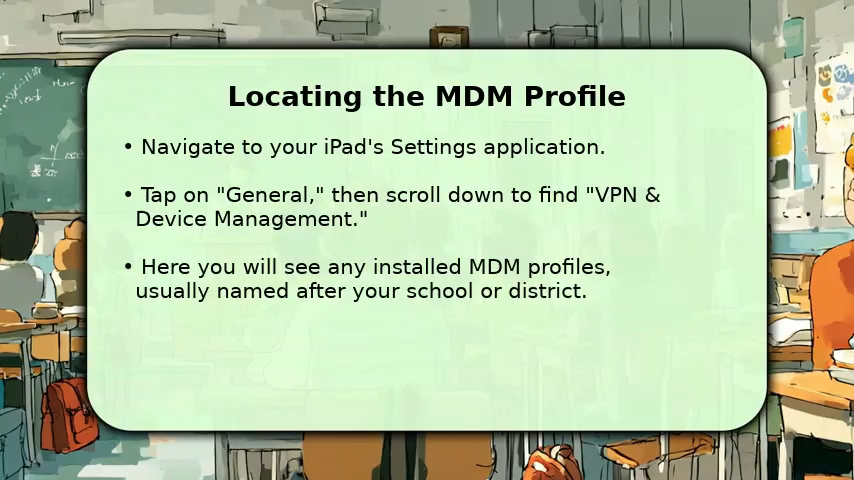 Locating the MDM Profile
• Navigate to your iPad's Settings application.
• Tap on "General," then scroll down to find "VPN &
Device Management."
• Here you will see any installed MDM profiles,
usually named after your school or district.